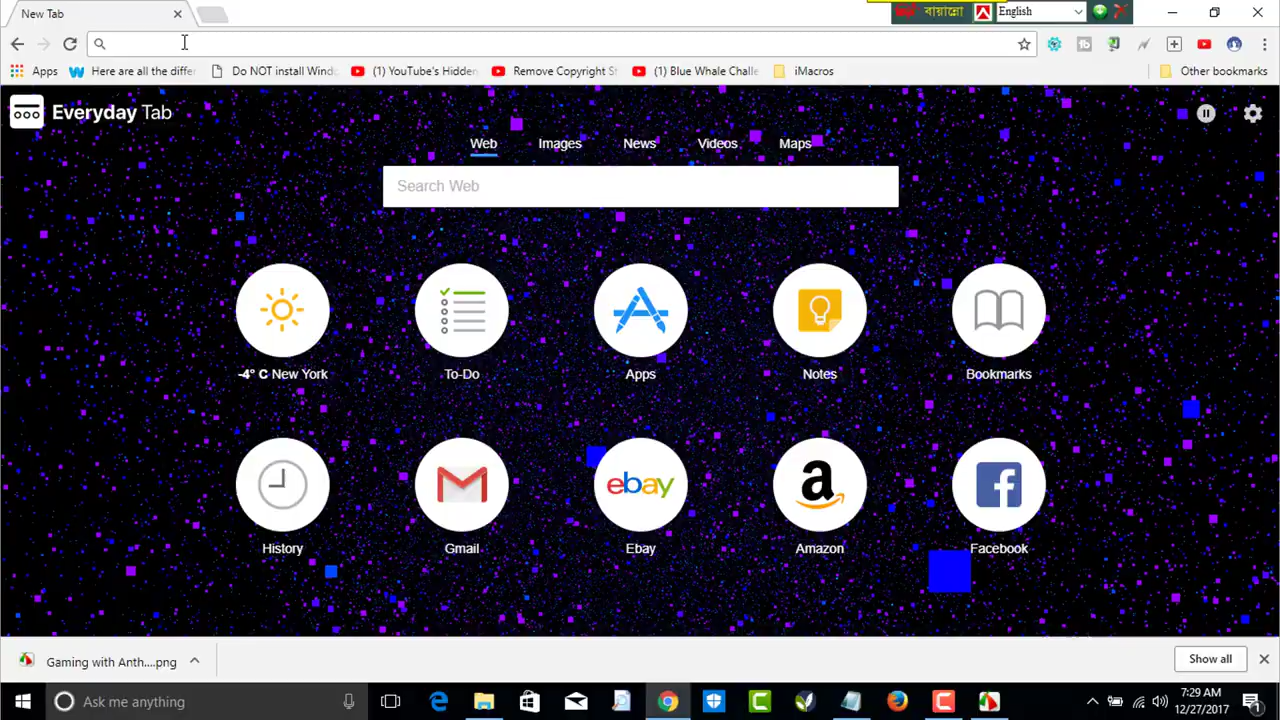 New Tab
বায়ান্নো
English
Apps
Here are all the differ
Do NOT install Windo
(1) YouTube's Hidden
Remove Copyright St
(1) Blue Whale Challe
iMacros
Other bookmarks
Everyday Tab
Web
Images
News
Videos
Maps
Search Web
-4° C New York
To-Do
Apps
Notes
Bookmarks
ebay
a
f
History
Gmail
Ebay
Amazon
Facebook
Gaming with Anth....png
Show all
Ask me anything
7:29 AM
12/27/2017
1